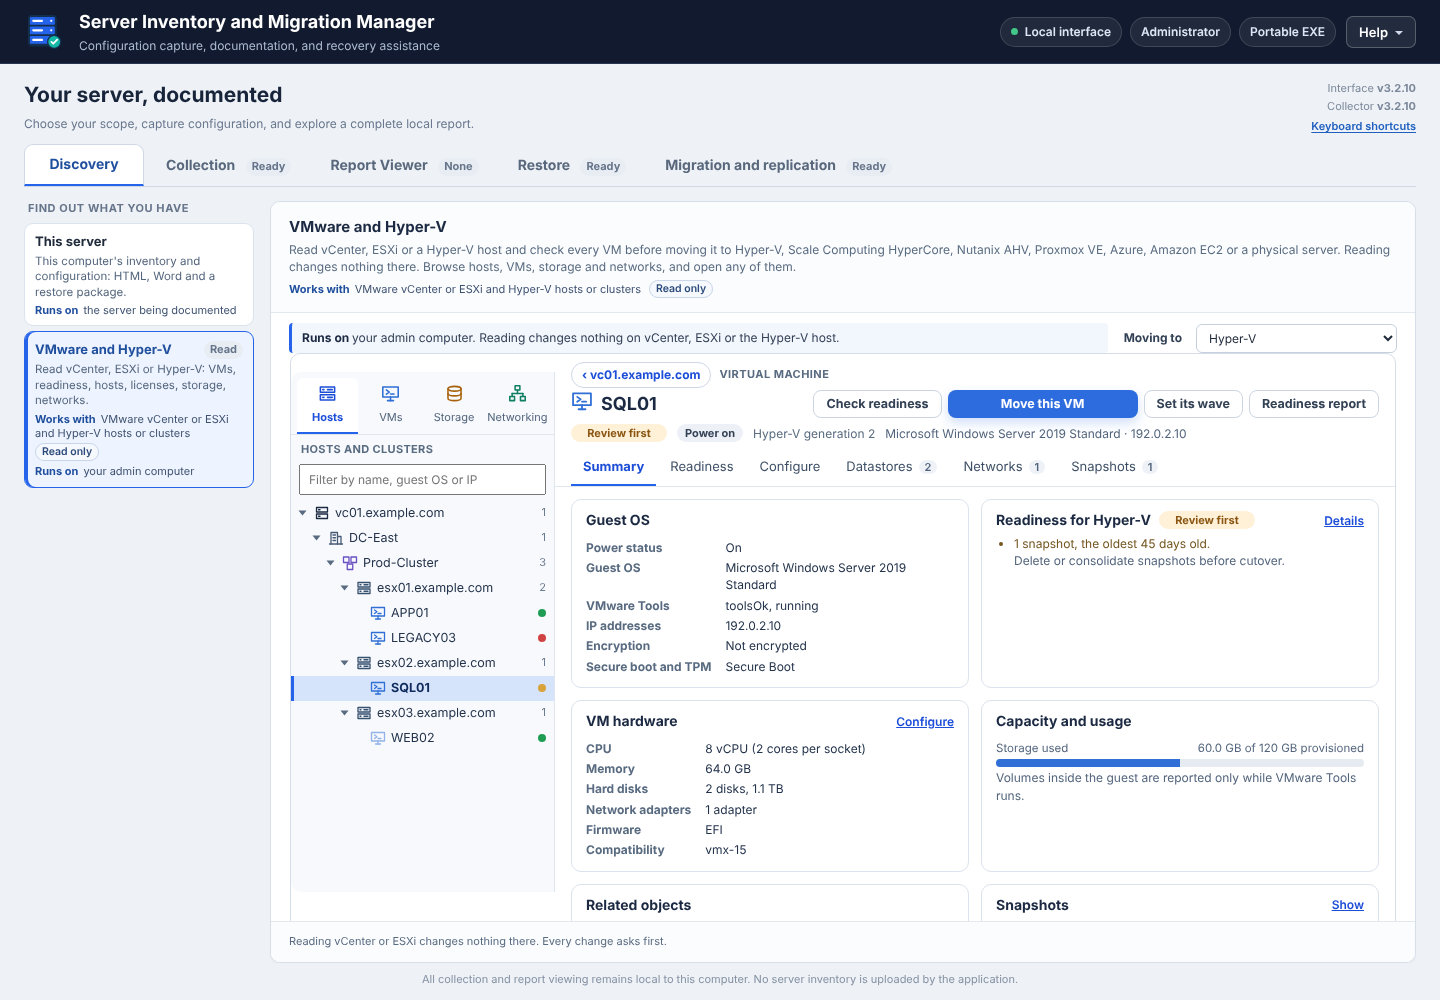 Server Inventory and Migration Manager
Configuration capture, documentation, and recovery assistance
Local interface
Administrator
Portable EXE
Help
Your server, documented
Choose your scope, capture configuration, and explore a complete local report.
Interface v3.2.10
Collector v3.2.10
Keyboard shortcuts
Discovery
Collection Ready
Report Viewer None
Restore Ready
Migration and replication Ready
FIND OUT WHAT YOU HAVE
This server
This computer's inventory and
configuration: HTML, Word and a
restore package.
Runs on the server being documented
VMware and Hyper-V Read
Read vCenter, ESXi or Hyper-V: VMs,
readiness, hosts, licenses, storage,
networks.
Works with VMware vCenter or ESXi
and Hyper-V hosts or clusters
Read only
Runs on your admin computer
VMware and Hyper-V
Read vCenter, ESXi or a Hyper-V host and check every VM before moving it to Hyper-V, Scale Computing HyperCore, Nutanix AHV, Proxmox VE, Azure, Amazon EC2 or a physical server. Reading
changes nothing there. Browse hosts, VMs, storage and networks, and open any of them.
Works with VMware vCenter or ESXi and Hyper-V hosts or clusters Read only
Runs on your admin computer. Reading changes nothing on vCenter, ESXi or the Hyper-V host.
Moving to Hyper-V
Hosts
VMs
Storage
Networking
HOSTS AND CLUSTERS
Filter by name, guest OS or IP
vc01.example.com 1
DC-East 1
Prod-Cluster 3
esx01.example.com 2
APP01
LEGACY03
esx02.example.com 1
SQL01
esx03.example.com 1
WEB02
‹ vc01.example.com VIRTUAL MACHINE
SQL01
Check readiness
Move this VM
Set its wave
Readiness report
Review first Power on Hyper-V generation 2 Microsoft Windows Server 2019 Standard · 192.0.2.10
Summary
Readiness
Configure
Datastores 2
Networks 1
Snapshots 1
Guest OS
Power status On
Guest OS Microsoft Windows Server 2019
Standard
VMware Tools toolsOk, running
IP addresses 192.0.2.10
Encryption Not encrypted
Secure boot and TPM Secure Boot
Readiness for Hyper-V Review first Details
• 1 snapshot, the oldest 45 days old.
Delete or consolidate snapshots before cutover.
VM hardware Configure
CPU 8 vCPU (2 cores per socket)
Memory 64.0 GB
Hard disks 2 disks, 1.1 TB
Network adapters 1 adapter
Firmware EFI
Compatibility vmx-15
Capacity and usage
Storage used 60.0 GB of 120 GB provisioned
Volumes inside the guest are reported only while VMware Tools
runs.
Related objects
Snapshots Show
Reading vCenter or ESXi changes nothing there. Every change asks first.
All collection and report viewing remains local to this computer. No server inventory is uploaded by the application.